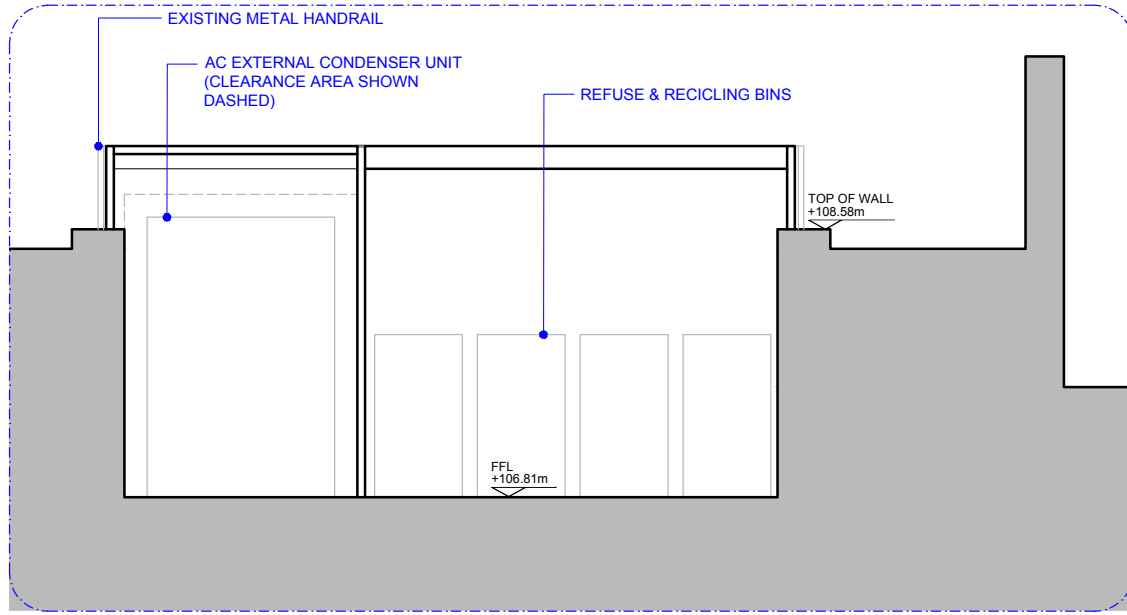 EXISTING METAL HANDRAIL
AC EXTERNAL CONDENSER UNIT
(CLEARANCE AREA SHOWN
DASHED)
REFUSE & RECICLING BINS
TOP OF WALL
+108.58m
FFL
+106.81m